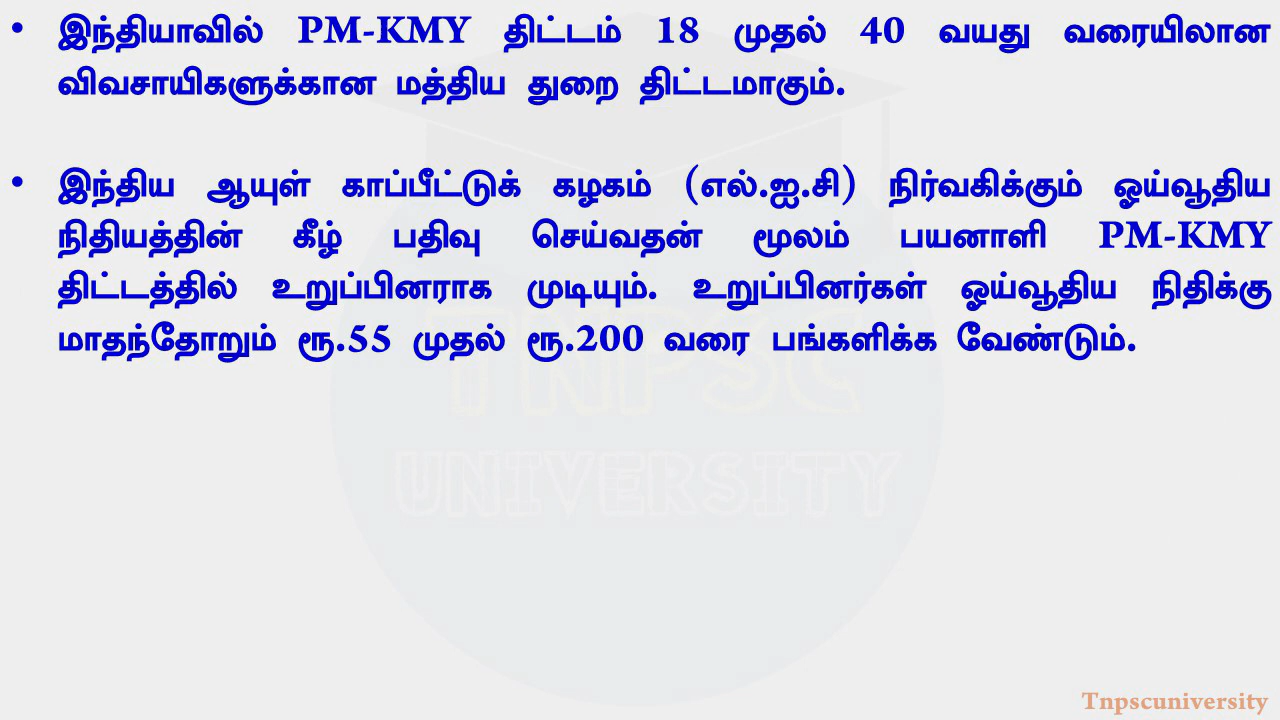 • இந்தியாவில் PM-KMY திட்டம் 18 முதல் 40 வயது வரையிலான
விவசாயிகளுக்கான மத்திய துறை திட்டமாகும்.
• இந்திய ஆயுள் காப்பீட்டுக் கழகம் (எல்.ஐ.சி) நிர்வகிக்கும் ஓய்வூதிய
நிதியத்தின் கீழ் பதிவு செய்வதன் மூலம் பயனாளி PM-KMY
திட்டத்தில் உறுப்பினராக முடியும். உறுப்பினர்கள் ஓய்வூதிய நிதிக்கு
மாதந்தோறும் ரூ.55 முதல் ரூ.200 வரை பங்களிக்க வேண்டும்.
TNPSC
UNIVERSITY
Tnpscuniversity